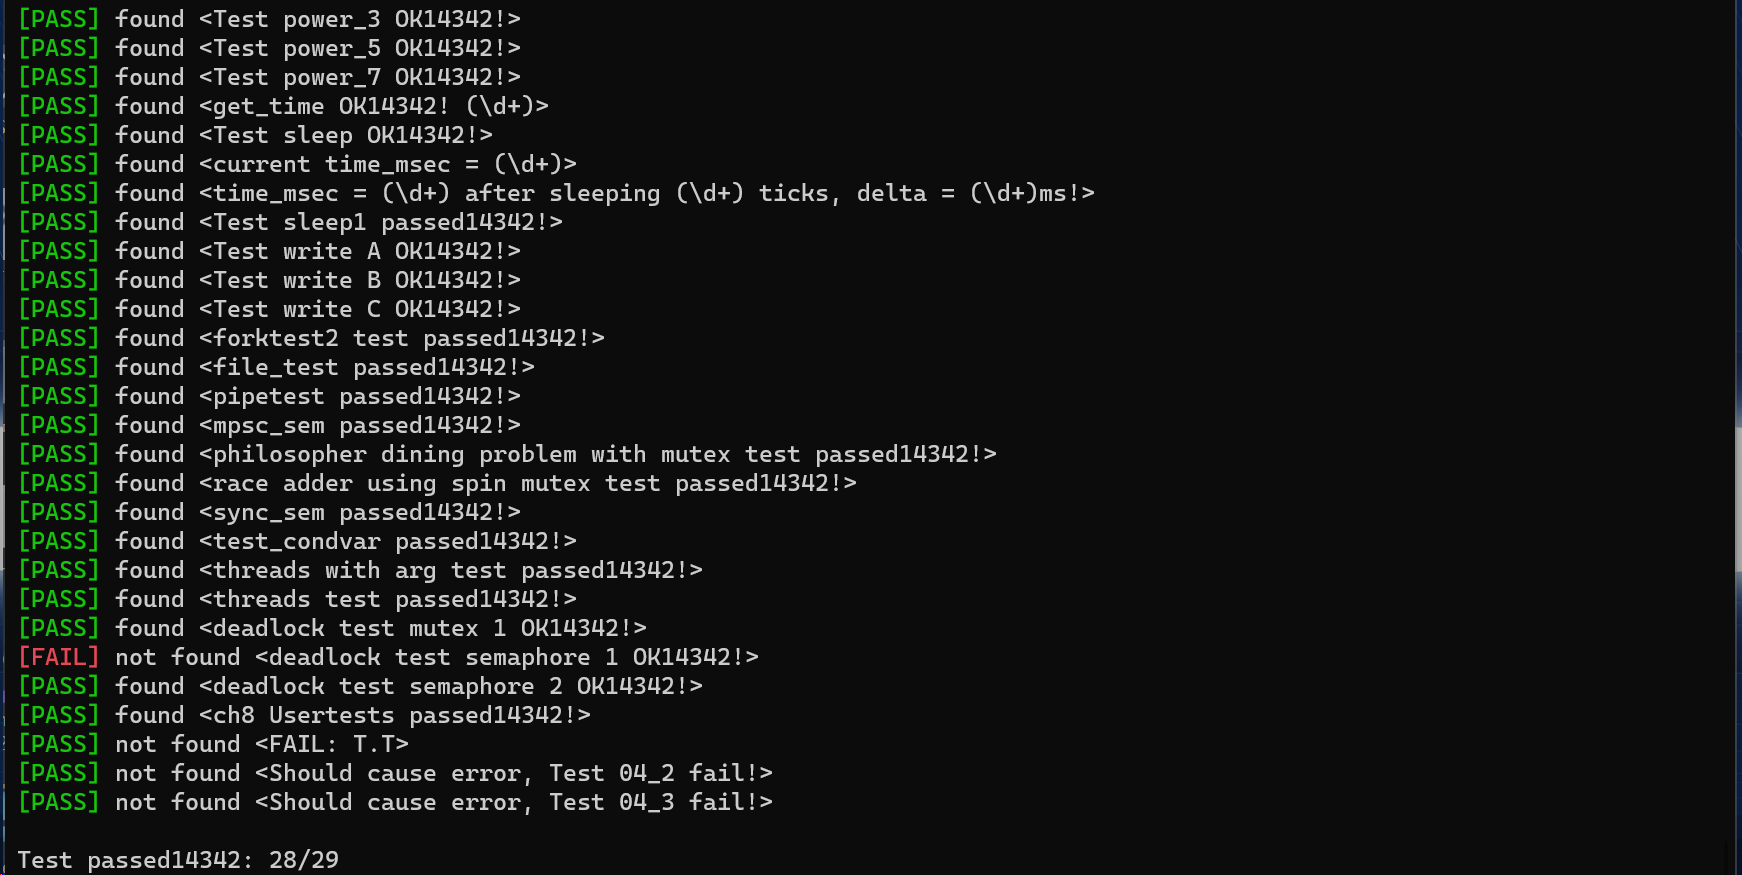 [PASS] found <Test power_3 OK14342!>
[PASS] found <Test power_5 OK14342!>
[PASS] found <Test power_7 OK14342!>
[PASS] found <get_time OK14342! (\d+)>
[PASS] found <Test sleep OK14342!>
[PASS] found <current time_msec = (\d+)>
[PASS] found <time_msec = (\d+) after sleeping (\d+) ticks, delta = (\d+)ms!>
[PASS] found <Test sleep1 passed14342!>
[PASS] found <Test write A OK14342!>
[PASS] found <Test write B OK14342!>
[PASS] found <Test write C OK14342!>
[PASS] found <forktest2 test passed14342!>
[PASS] found <file_test passed14342!>
[PASS] found <pipetest passed14342!>
[PASS] found <mpsc_sem passed14342!>
[PASS] found <philosopher dining problem with mutex test passed14342!>
[PASS] found <race adder using spin mutex test passed14342!>
[PASS] found <sync_sem passed14342!>
[PASS] found <test_condvar passed14342!>
[PASS] found <threads with arg test passed14342!>
[PASS] found <threads test passed14342!>
[PASS] found <deadlock test mutex 1 OK14342!>
[FAIL] not found <deadlock test semaphore 1 OK14342!>
[PASS] found <deadlock test semaphore 2 OK14342!>
[PASS] found <ch8 Usertests passed14342!>
[PASS] not found <FAIL: T.T>
[PASS] not found <Should cause error, Test 04_2 fail!>
[PASS] not found <Should cause error, Test 04_3 fail!>
Test passed14342: 28/29